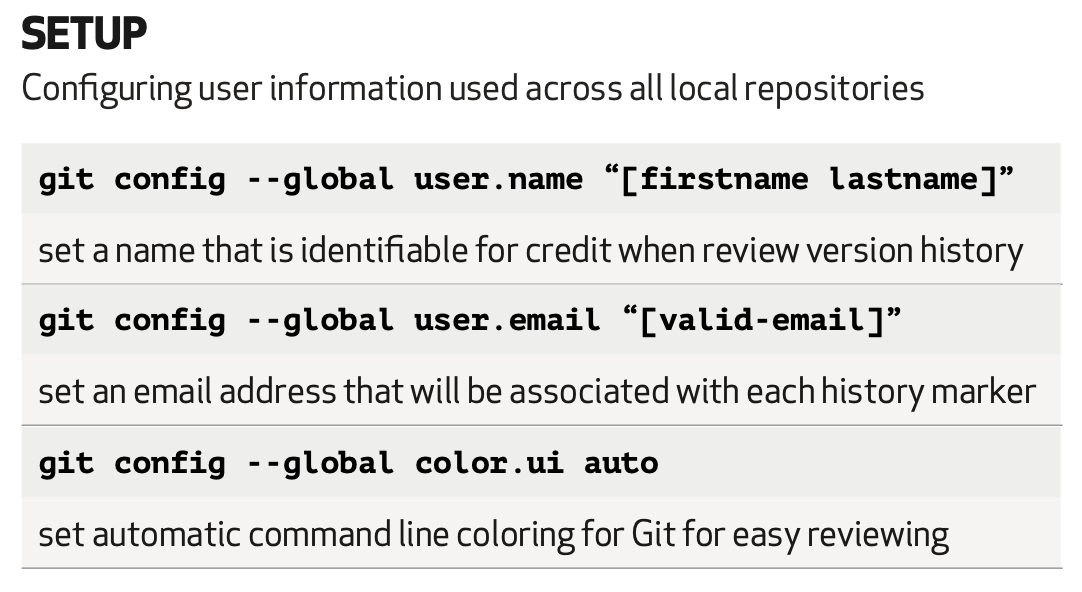 SETUP
Configuring user information used across all local repositories
git config --global user.name “[firstname lastname]”
set a name that is identifiable for credit when review version history
git config --global user.email “[valid-email]”
set an email address that will be associated with each history marker
git config --global color.ui auto
set automatic command line coloring for Git for easy reviewing